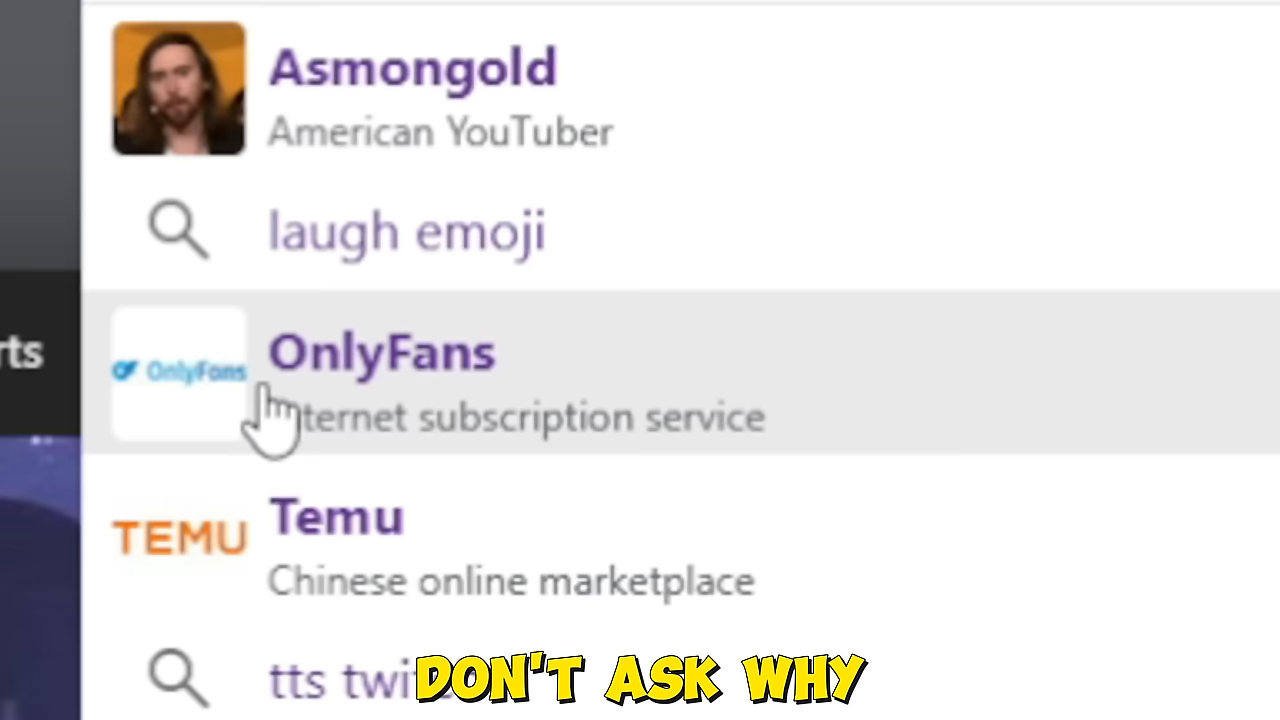 Asmongold
American YouTuber
laugh emoji
rts
OnlyFans
OnlyFans
ternet subscription service
TEMU
Temu
Chinese online marketplace
tts twi
DON'T ASK WHY